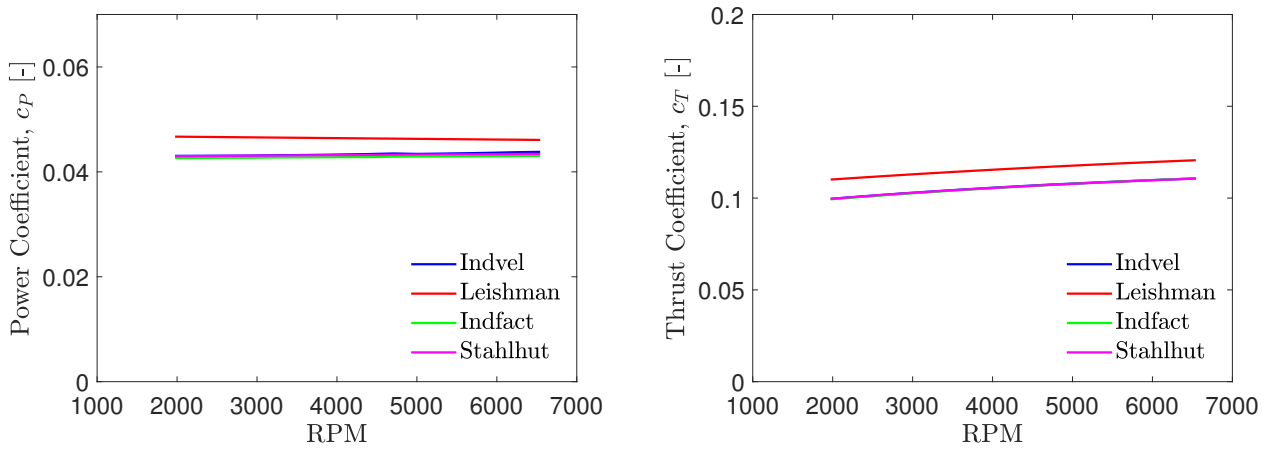 Power Coefficient, c_P [-]
0.06
0.04
0.02
0
1000 2000 3000 4000 5000 6000 7000
RPM
Indvel
Leishman
Indfact
Stahlhut
Thrust Coefficient, c_T [-]
0.2
0.15
0.1
0.05
0
1000 2000 3000 4000 5000 6000 7000
RPM
Indvel
Leishman
Indfact
Stahlhut